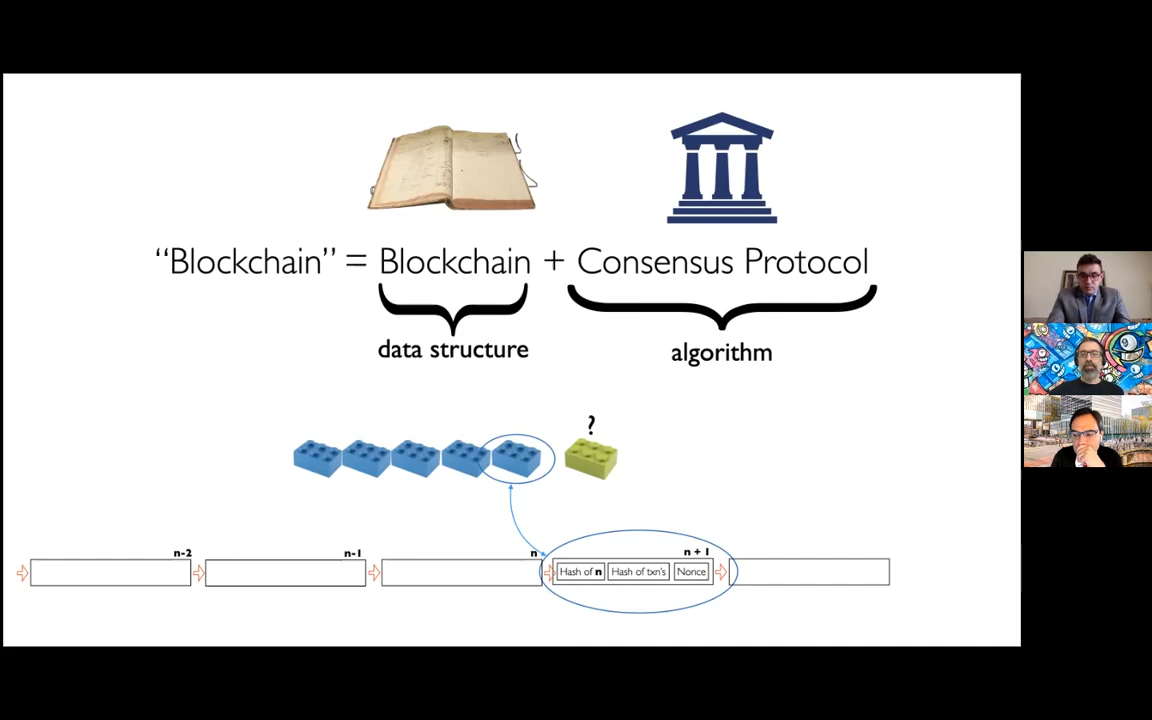 “Blockchain” = Blockchain + Consensus Protocol
data structure
algorithm
?
n-2
n-1
n
n + 1
Hash of n
Hash of txn's
Nonce